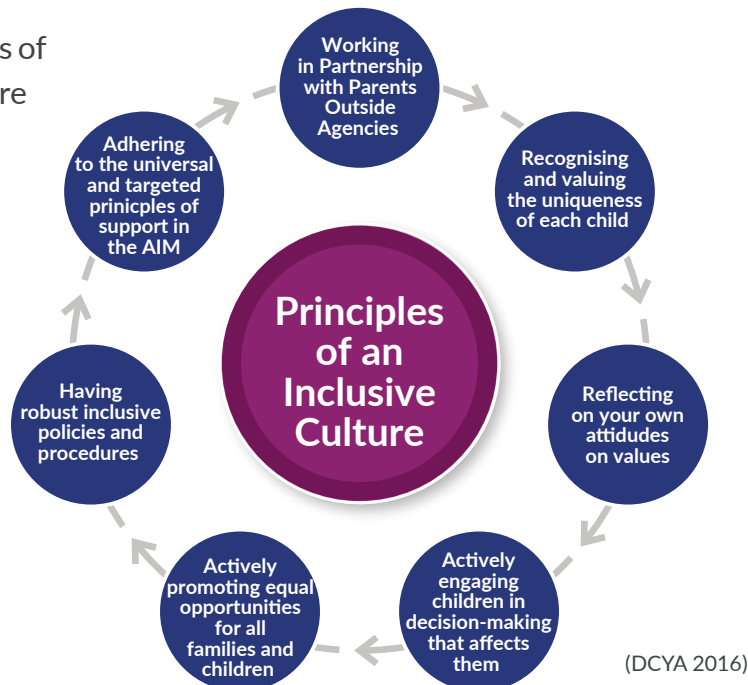 s of
re
Working
in Partnership
with Parents
Outside
Agencies
Recognising
and valuing
the uniqueness
of each child
Reflecting
on your own
attidudes
on values
Actively
engaging
children in
decision-making
that affects
them
Actively
promoting equal
opportunities
for all
families and
children
Having
robust inclusive
policies and
procedures
Adhering
to the universal
and targeted
prinicples of
support in
the AIM
Principles
of an
Inclusive
Culture
(DCYA 2016)